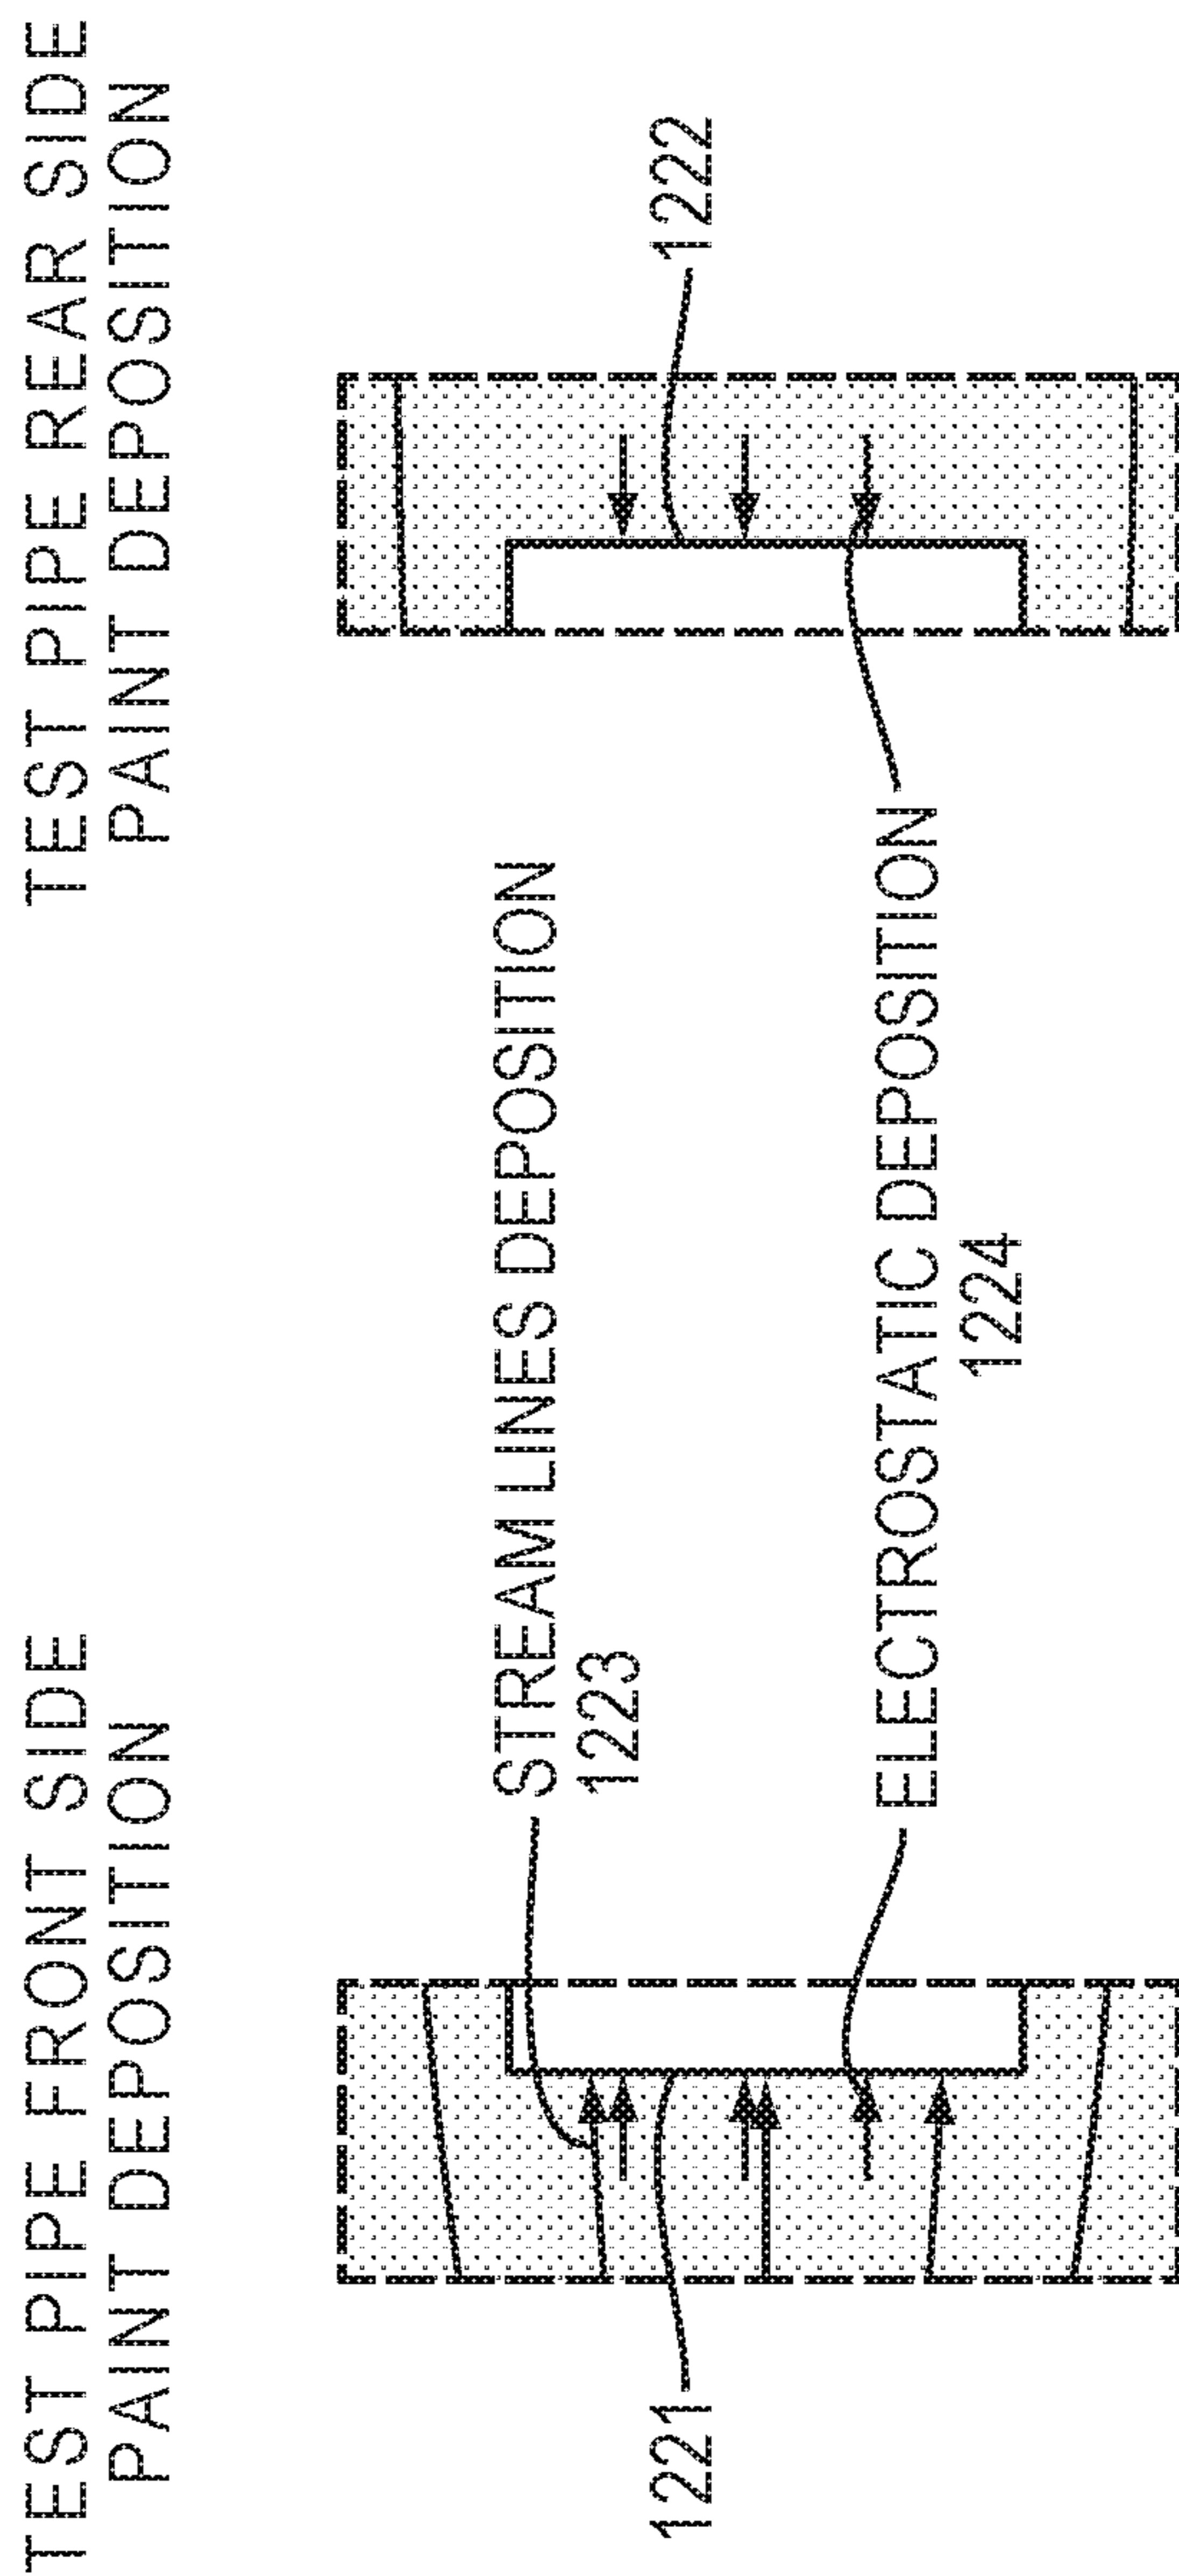 TEST PIPE FRONT SIDE
PAINT DEPOSITION
TEST PIPE REAR SIDE
PAINT DEPOSITION
STREAM LINES DEPOSITION
1223
1221
1222
ELECTROSTATIC DEPOSITION
1224